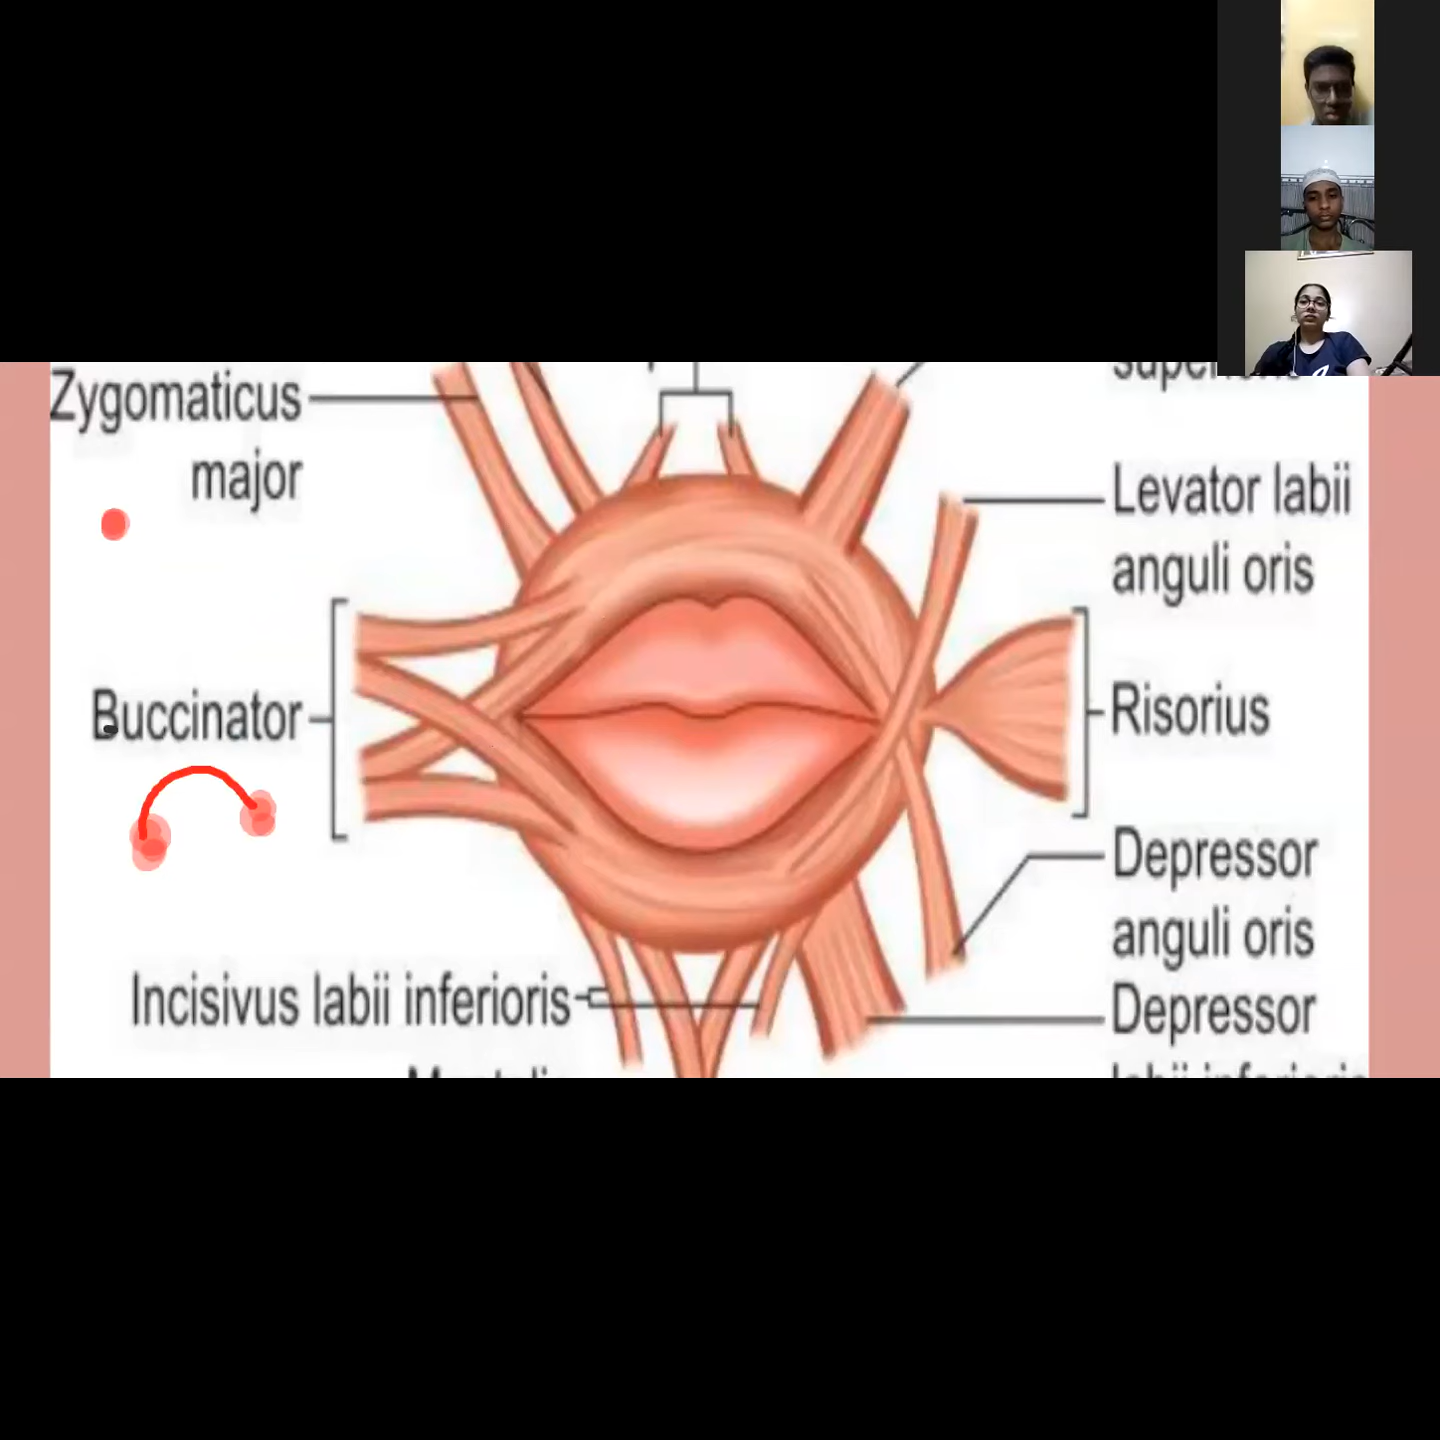 Zygomaticus
major
Levator labii
anguli oris
Buccinator
Risorius
Depressor
anguli oris
Incisivus labii inferioris
Depressor